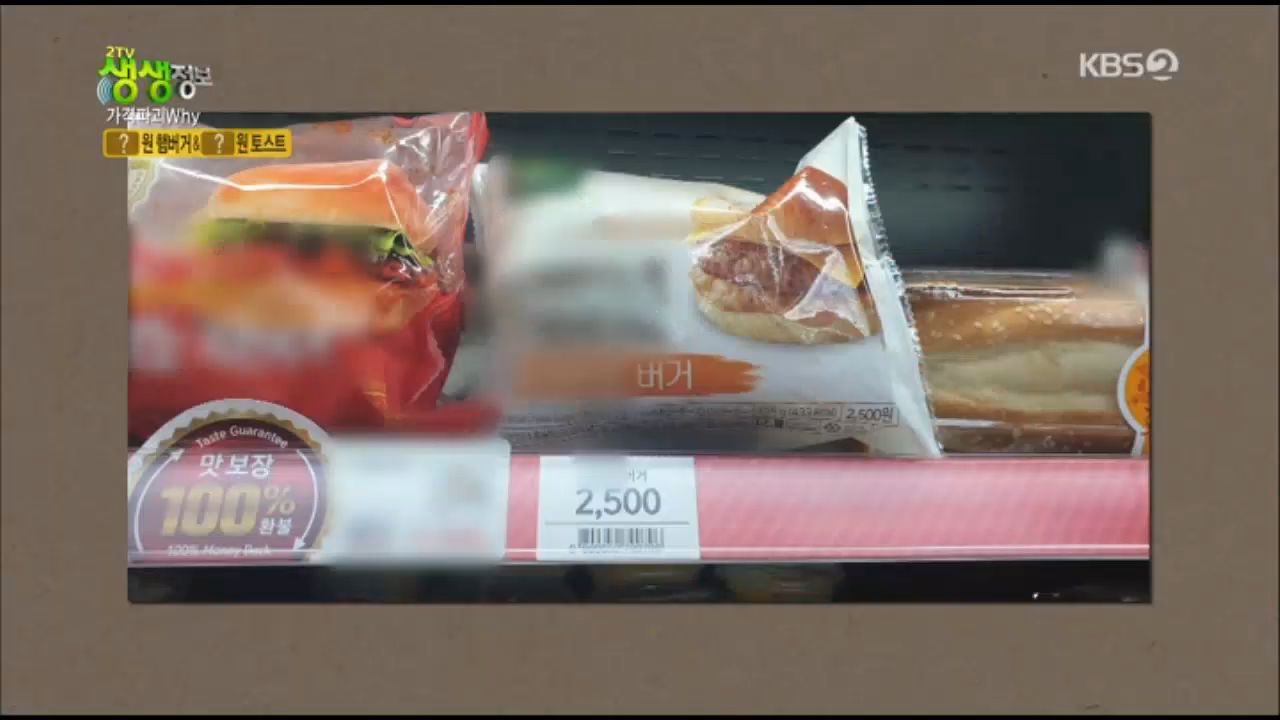 2TV
생생정보
KBS2
가격파괴Why
? 원 햄버거& ? 원 토스트
버거
2,500원
Taste Guarantee
맛 보장
100%
환불
100% Money Back
버거
2,500